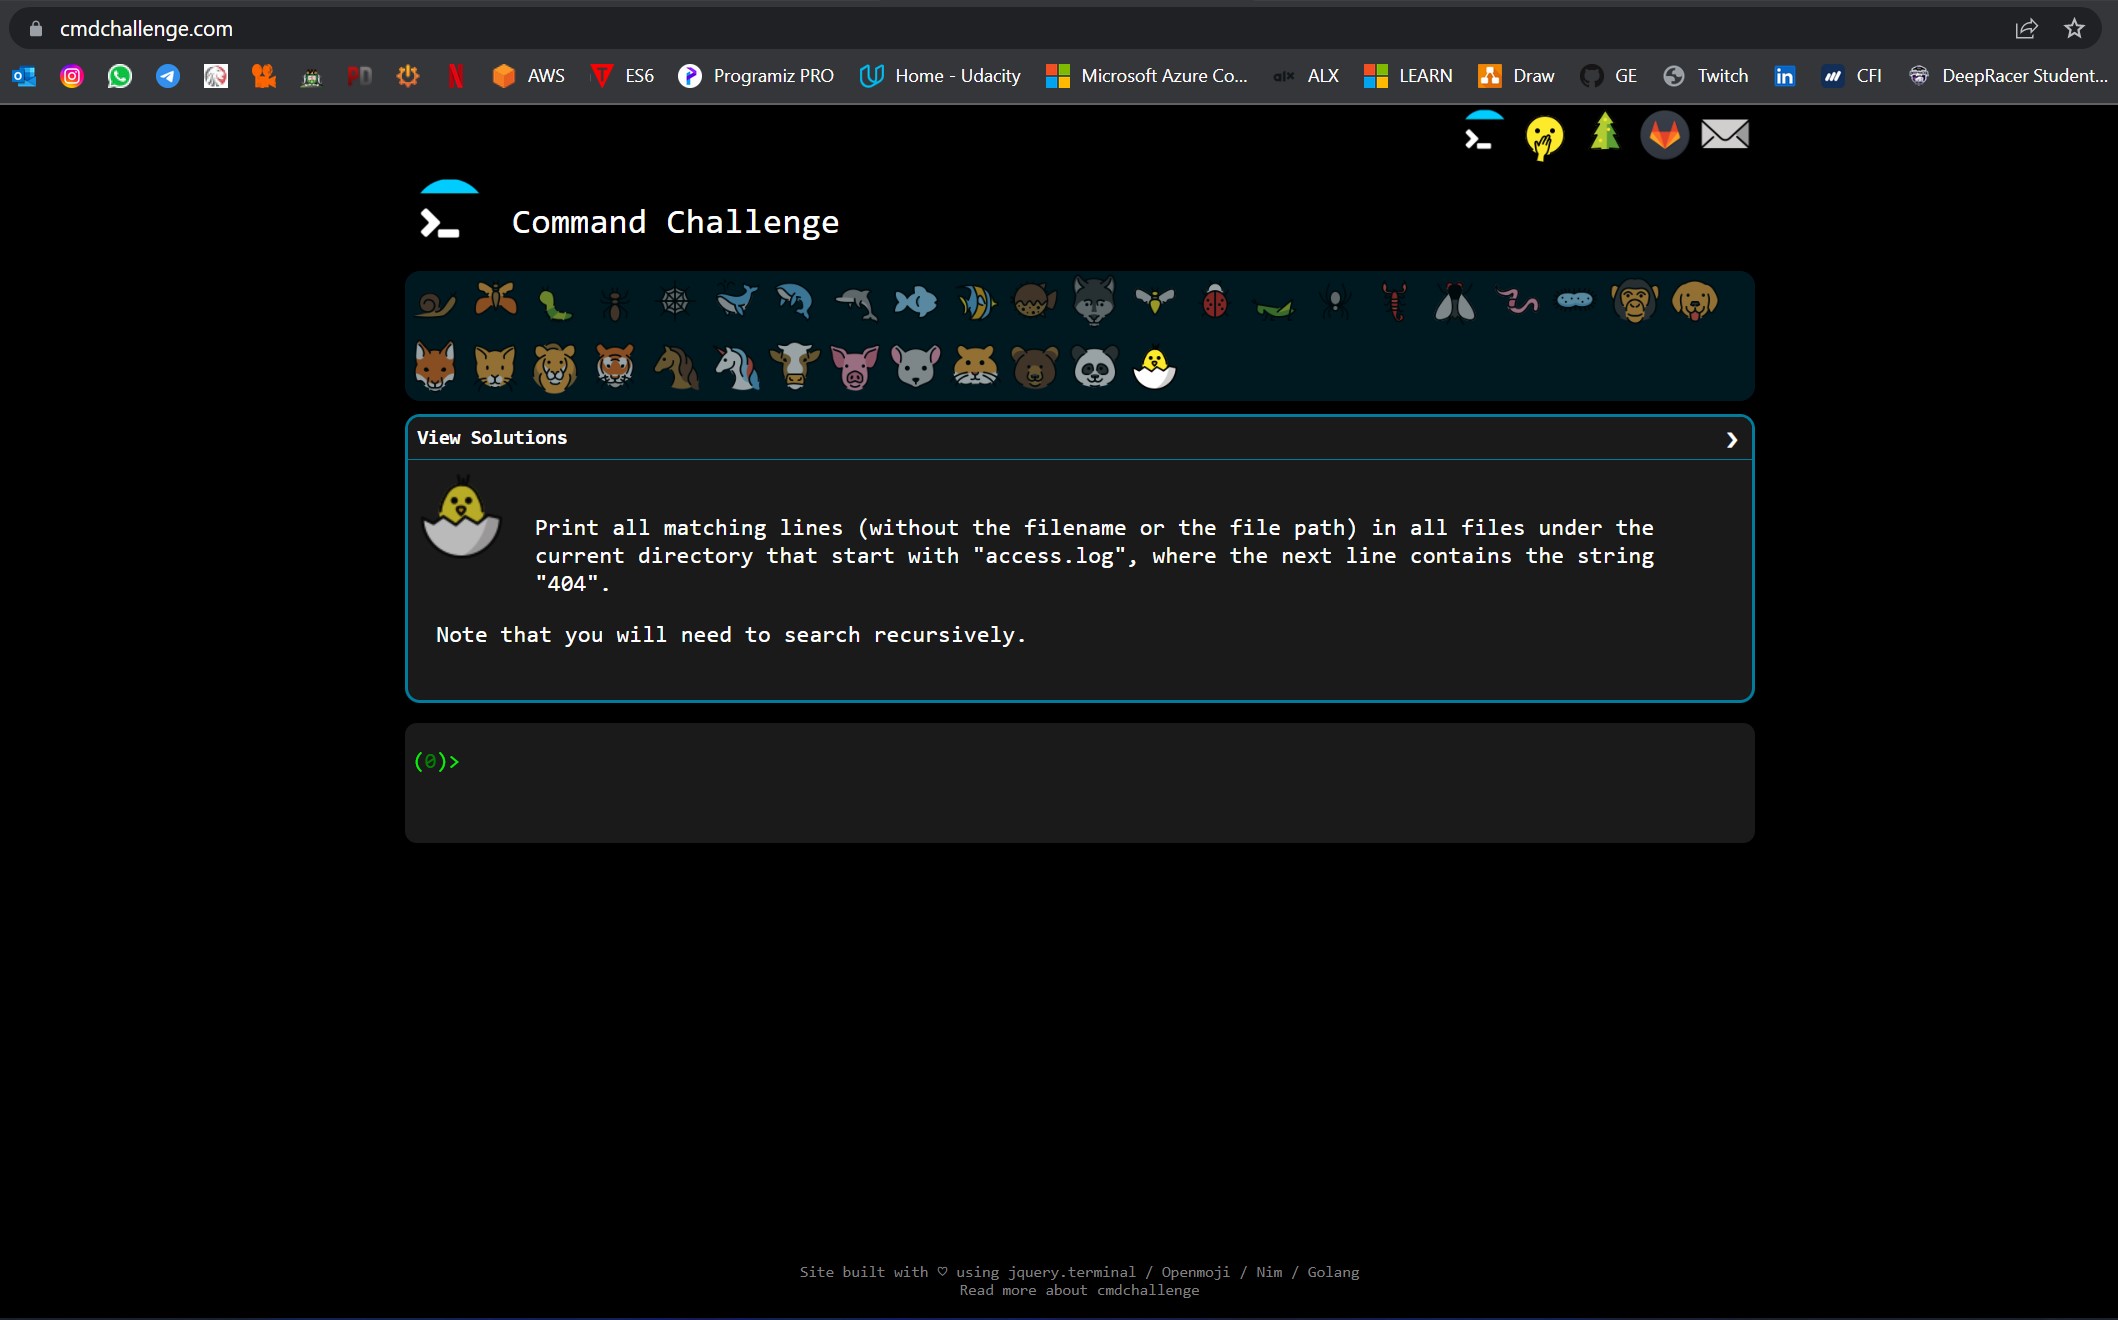 cmdchallenge.com
AWS ES6 Programiz PRO Home - Udacity Microsoft Azure Co... alx ALX LEARN Draw GE Twitch in CFI DeepRacer Student...
Command Challenge
View Solutions
Print all matching lines (without the filename or the file path) in all files under the
current directory that start with "access.log", where the next line contains the string
"404".
Note that you will need to search recursively.
(0)>
Site built with ♡ using jquery.terminal / Openmoji / Nim / Golang
Read more about cmdchallenge